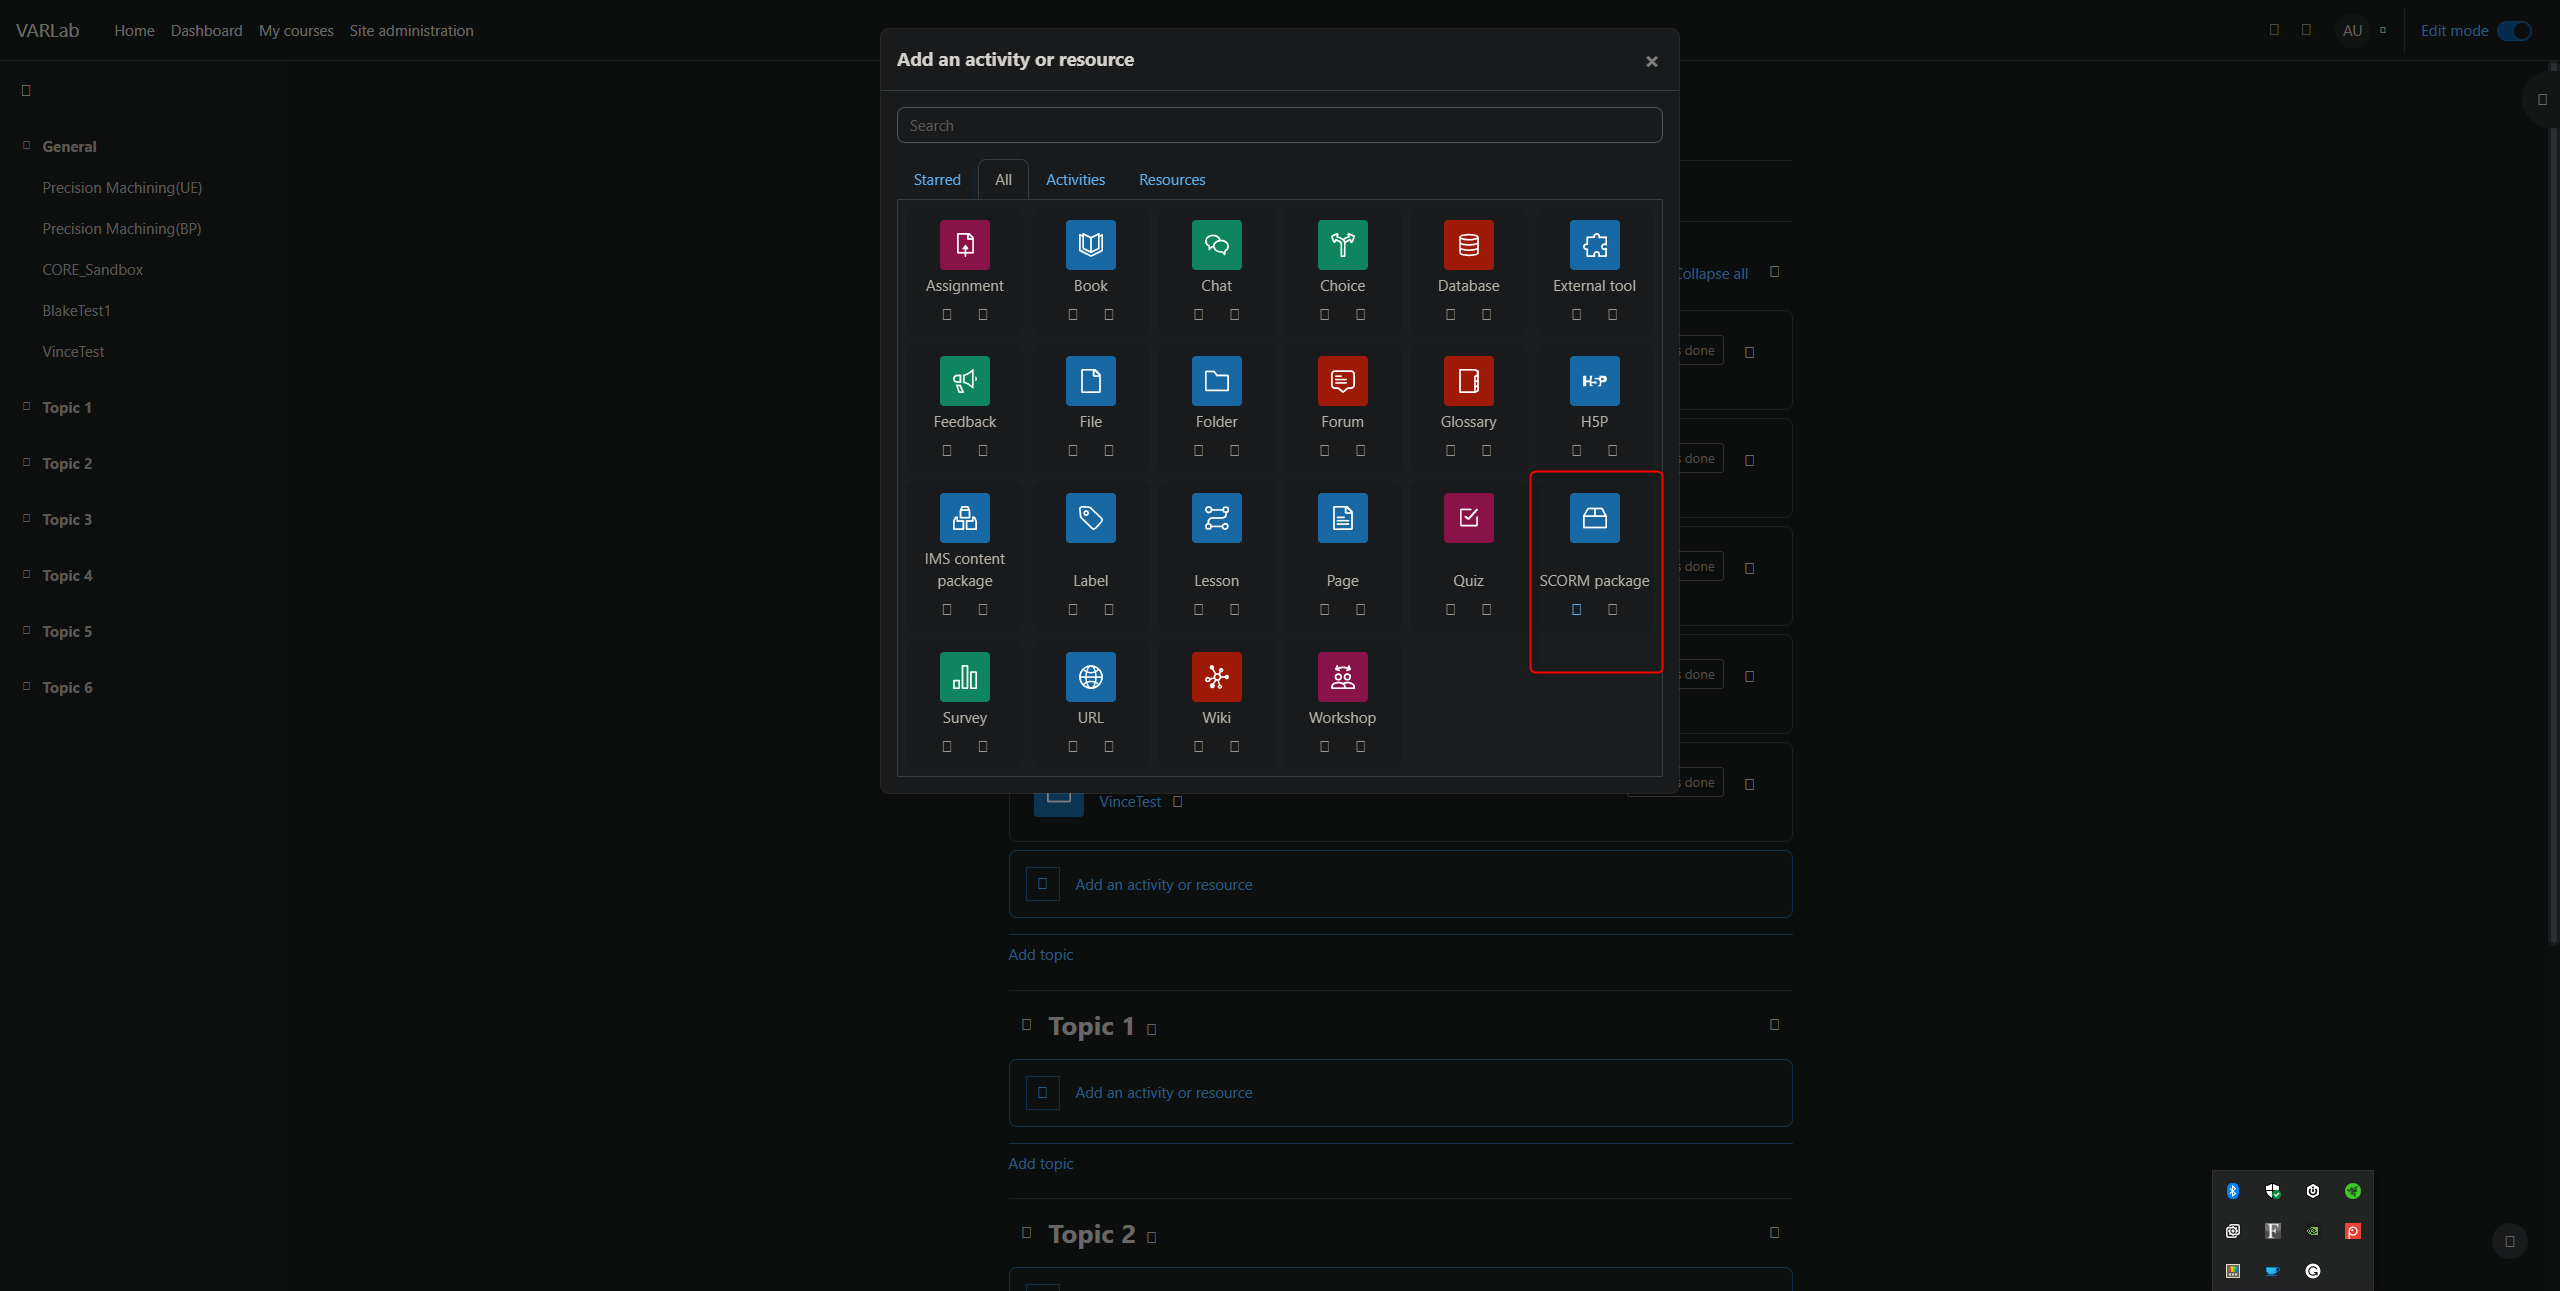 VARLab Home Dashboard My courses Site administration
AU Edit mode
General
Precision Machining(UE)
Precision Machining(BP)
CORE_Sandbox
BlakeTest1
VinceTest
Topic 1
Topic 2
Topic 3
Topic 4
Topic 5
Topic 6
Add an activity or resource ×
Search
Starred All Activities Resources
Assignment Book Chat Choice Database External tool
Feedback File Folder Forum Glossary H5P
H5P
IMS content package Label Lesson Page Quiz SCORM package
Survey URL Wiki Workshop
Collapse all
done
done
done
done
done
VinceTest
Add an activity or resource
Add topic
Topic 1
Add an activity or resource
Add topic
Topic 2